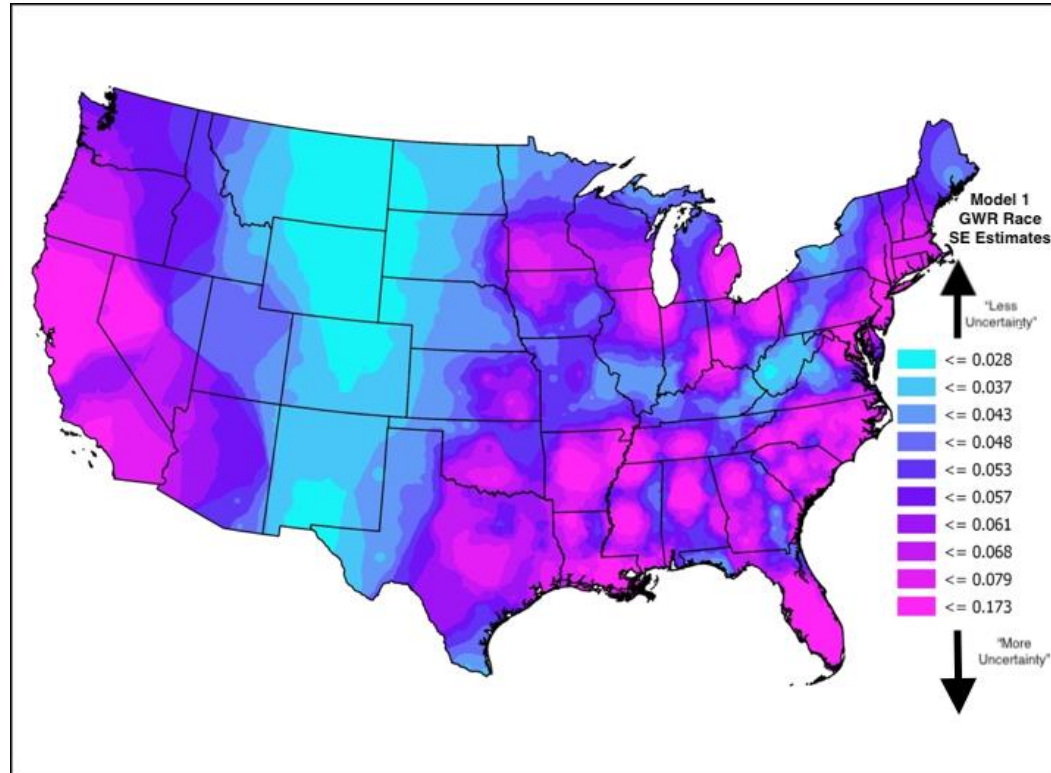 Model 1
GWR Race
SE Estimates
"Less
Uncertainty"
<= 0.028
<= 0.037
<= 0.043
<= 0.048
<= 0.053
<= 0.057
<= 0.061
<= 0.068
<= 0.079
<= 0.173
"More
Uncertainty"